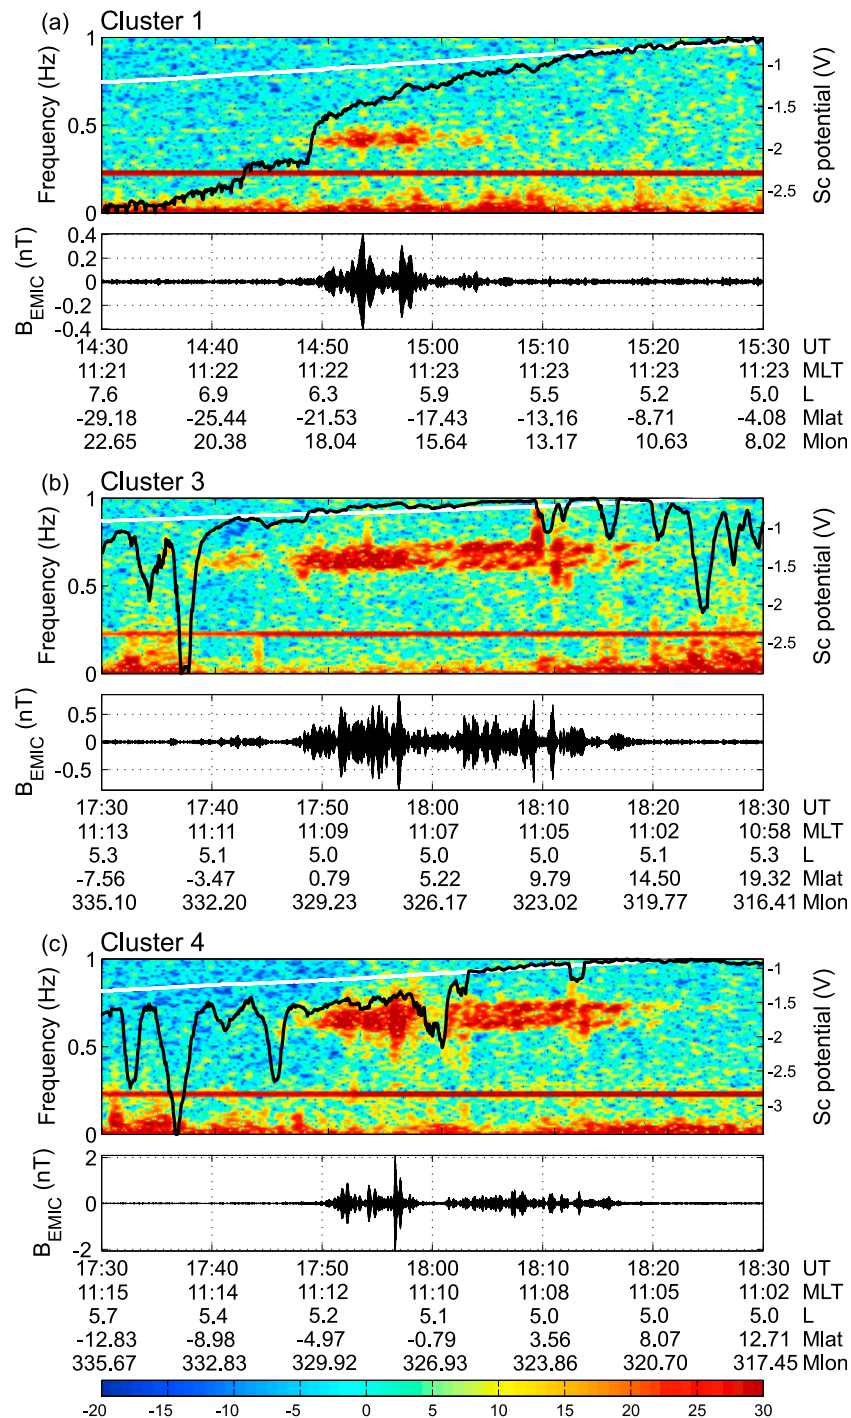 (a) Cluster 1
Frequency (Hz)
1
0.5
0
Sc potential (V)
-1
-1.5
-2
-2.5
B_EMIC (nT)
0.4
0.2
0
-0.2
-0.4
14:30 14:40 14:50 15:00 15:10 15:20 15:30 UT
11:21 11:22 11:22 11:23 11:23 11:23 11:23 MLT
7.6 6.9 6.3 5.9 5.5 5.2 5.0 L
-29.18 -25.44 -21.53 -17.43 -13.16 -8.71 -4.08 Mlat
22.65 20.38 18.04 15.64 13.17 10.63 8.02 Mlon
(b) Cluster 3
Frequency (Hz)
1
0.5
0
Sc potential (V)
-1
-1.5
-2
-2.5
B_EMIC (nT)
0.5
0
-0.5
17:30 17:40 17:50 18:00 18:10 18:20 18:30 UT
11:13 11:11 11:09 11:07 11:05 11:02 10:58 MLT
5.3 5.1 5.0 5.0 5.0 5.1 5.3 L
-7.56 -3.47 0.79 5.22 9.79 14.50 19.32 Mlat
335.10 332.20 329.23 326.17 323.02 319.77 316.41 Mlon
(c) Cluster 4
Frequency (Hz)
1
0.5
0
Sc potential (V)
-1
-1.5
-2
-2.5
-3
B_EMIC (nT)
2
0
-2
17:30 17:40 17:50 18:00 18:10 18:20 18:30 UT
11:15 11:14 11:12 11:10 11:08 11:05 11:02 MLT
5.7 5.4 5.2 5.1 5.0 5.0 5.0 L
-12.83 -8.98 -4.97 -0.79 3.56 8.07 12.71 Mlat
335.67 332.83 329.92 326.93 323.86 320.70 317.45 Mlon
-20 -15 -10 -5 0 5 10 15 20 25 30